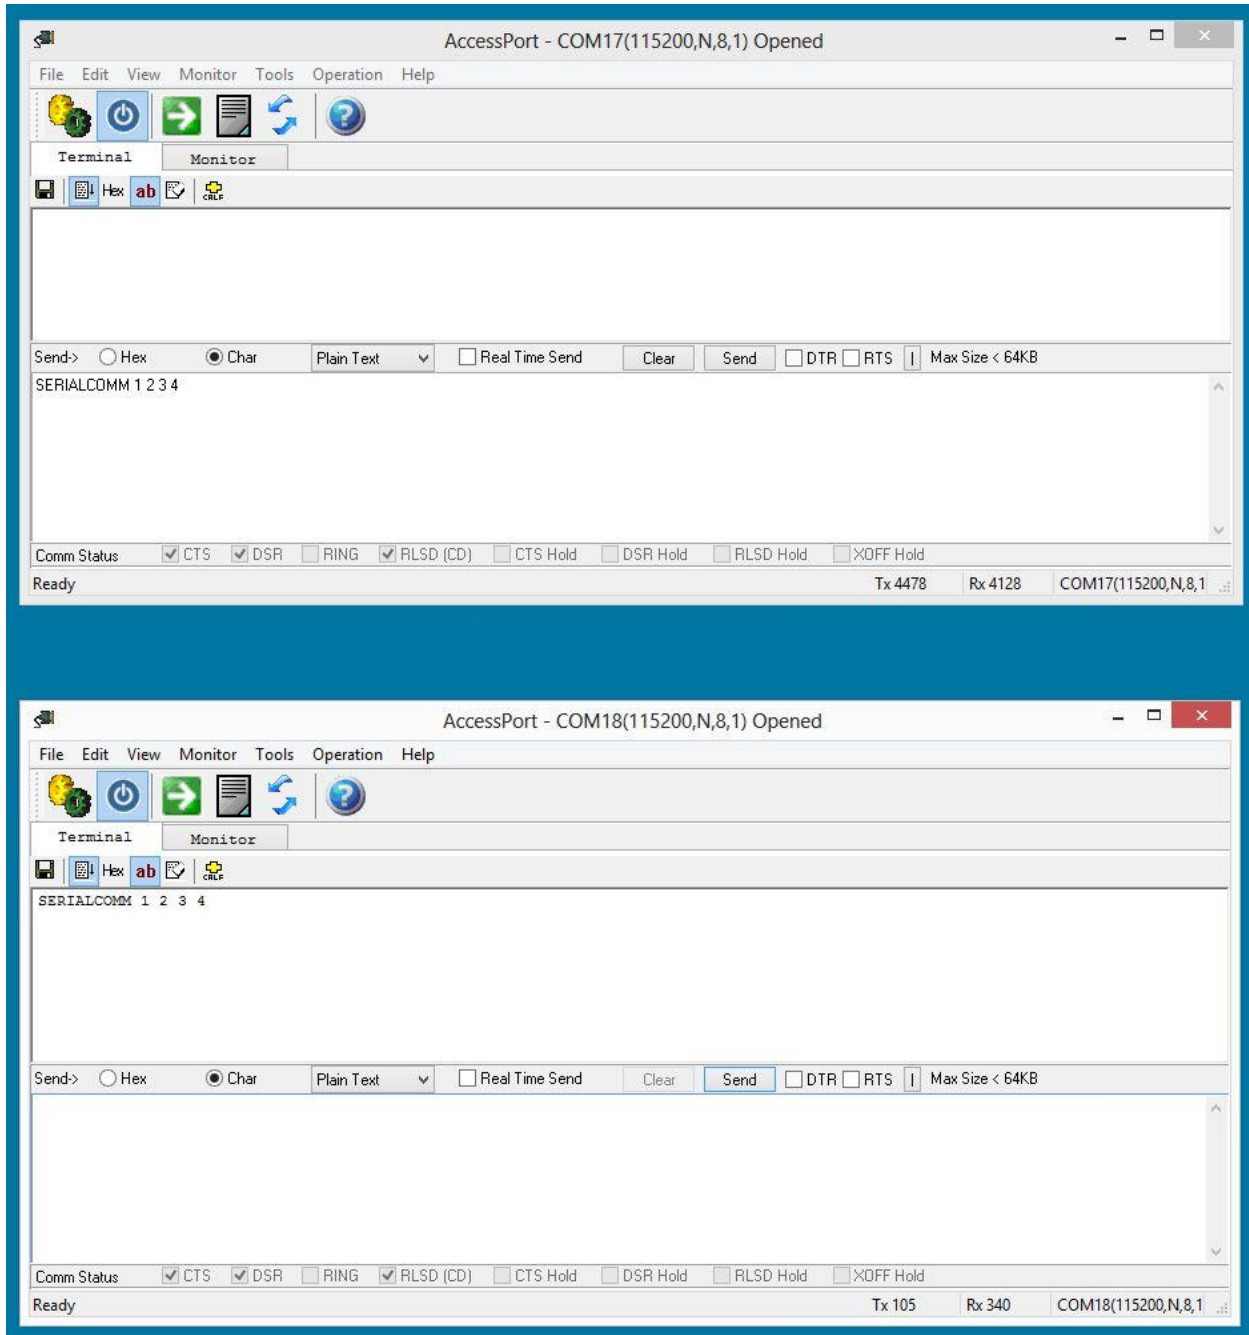 AccessPort - COM17(115200,N,8,1) Opened
File Edit View Monitor Tools Operation Help
Terminal Monitor
Hex ab CRLF
Send-> Hex Char Plain Text Real Time Send Clear Send DTR RTS | Max Size < 64KB
SERIALCOMM 1 2 3 4
Comm Status CTS DSR RING RLSD (CD) CTS Hold DSR Hold RLSD Hold XOFF Hold
Ready Tx 4478 Rx 4128 COM17(115200,N,8,1
AccessPort - COM18(115200,N,8,1) Opened
File Edit View Monitor Tools Operation Help
Terminal Monitor
Hex ab CRLF
SERIALCOMM 1 2 3 4
Send-> Hex Char Plain Text Real Time Send Clear Send DTR RTS | Max Size < 64KB
Comm Status CTS DSR RING RLSD (CD) CTS Hold DSR Hold RLSD Hold XOFF Hold
Ready Tx 105 Rx 340 COM18(115200,N,8,1